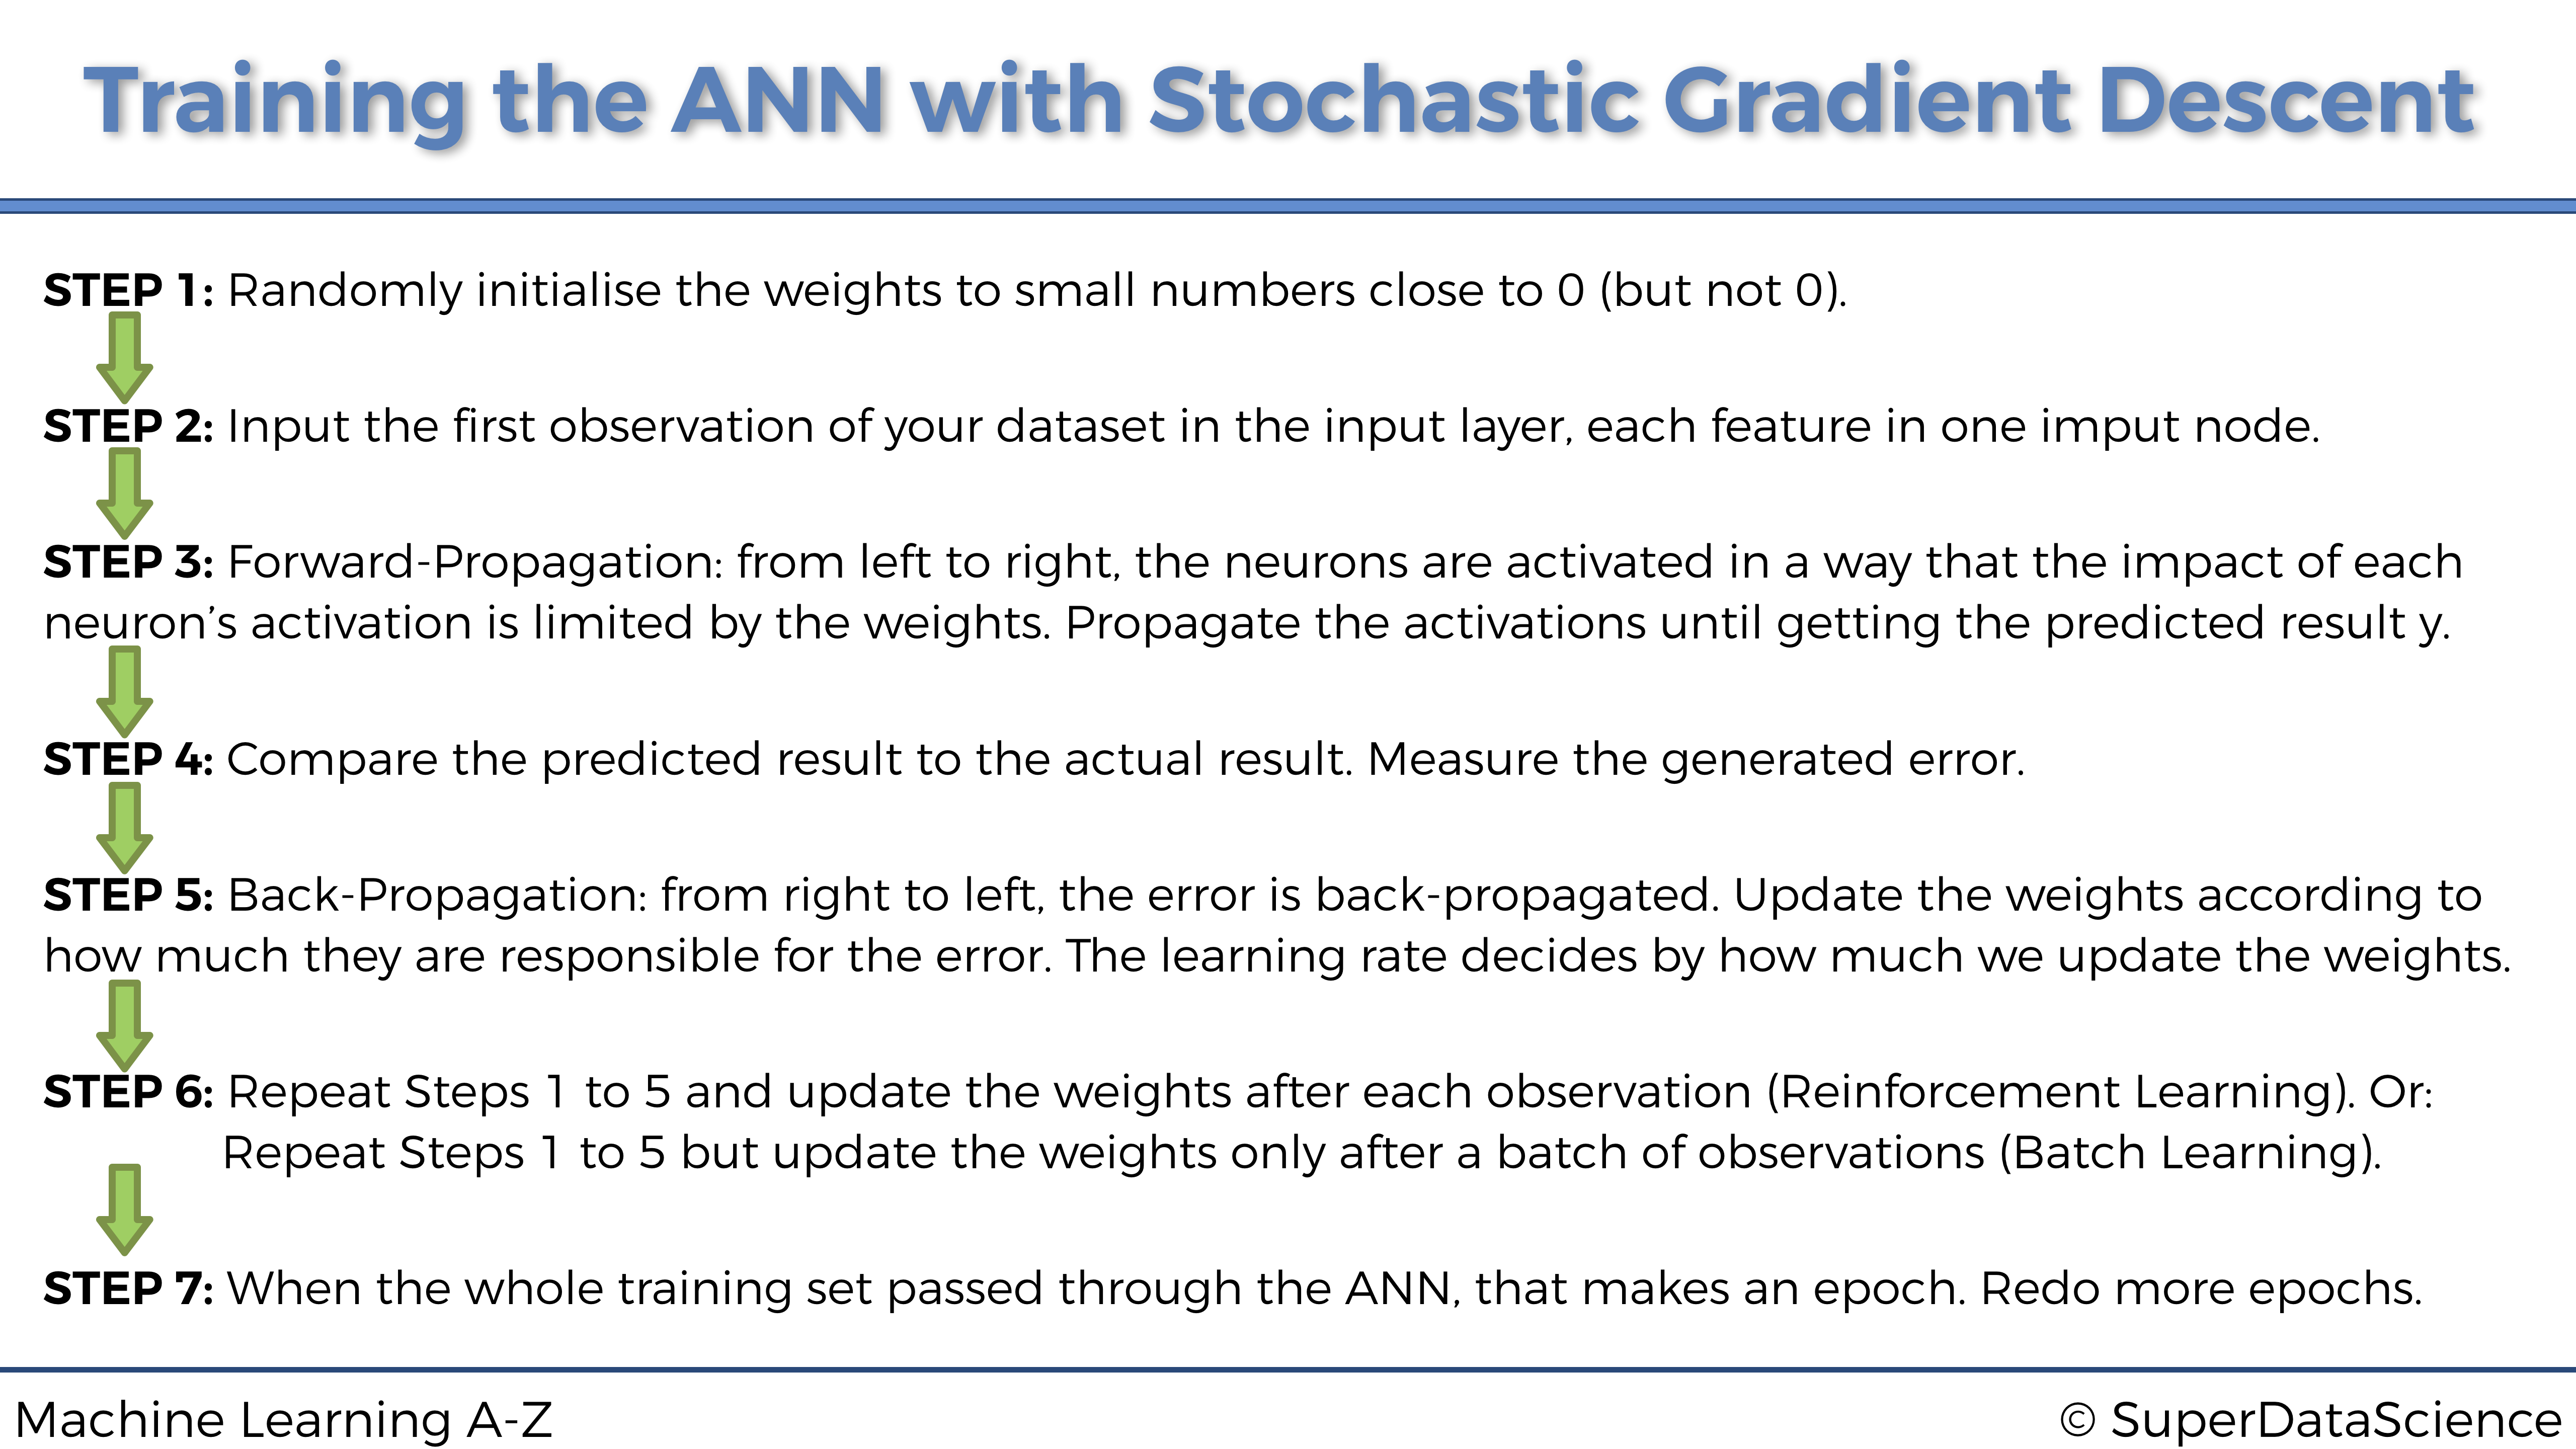 Training the ANN with Stochastic Gradient Descent
STEP 1: Randomly initialise the weights to small numbers close to 0 (but not 0).
STEP 2: Input the first observation of your dataset in the input layer, each feature in one imput node.
STEP 3: Forward-Propagation: from left to right, the neurons are activated in a way that the impact of each
neuron’s activation is limited by the weights. Propagate the activations until getting the predicted result y.
STEP 4: Compare the predicted result to the actual result. Measure the generated error.
STEP 5: Back-Propagation: from right to left, the error is back-propagated. Update the weights according to
how much they are responsible for the error. The learning rate decides by how much we update the weights.
STEP 6: Repeat Steps 1 to 5 and update the weights after each observation (Reinforcement Learning). Or:
Repeat Steps 1 to 5 but update the weights only after a batch of observations (Batch Learning).
STEP 7: When the whole training set passed through the ANN, that makes an epoch. Redo more epochs.
Machine Learning A-Z
© SuperDataScience